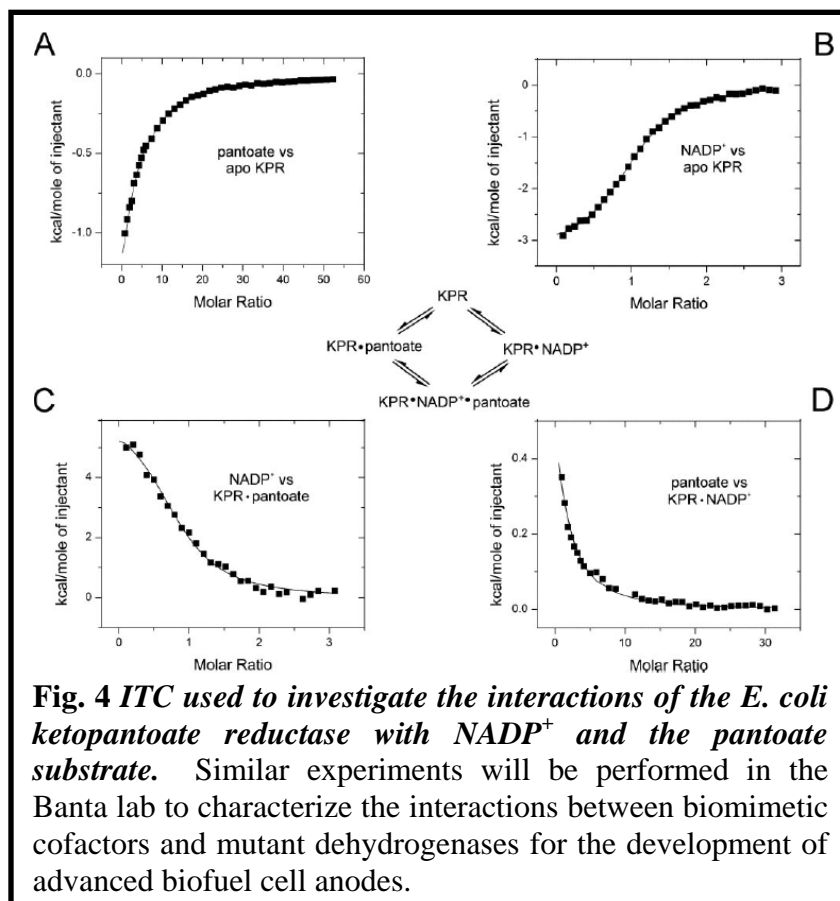 A
B
0.0
-0.5
-1.0
kcal/mole of injectant
pantoate vs
apo KPR
0 10 20 30 40 50 60
Molar Ratio
0
-1
-2
-3
kcal/mole of injectant
NADP⁺ vs
apo KPR
0 1 2 3
Molar Ratio
KPR
KPR•pantoate
KPR•NADP⁺
KPR•NADP⁺•pantoate
C
D
4
2
0
kcal/mole of injectant
NADP⁺ vs
KPR·pantoate
0 1 2 3
Molar Ratio
0.4
0.2
0.0
kcal/mole of injectant
pantoate vs
KPR·NADP⁺
0 10 20 30
Molar Ratio
Fig. 4 ITC used to investigate the interactions of the E. coli
ketopantoate reductase with NADP⁺ and the pantoate
substrate. Similar experiments will be performed in the
Banta lab to characterize the interactions between biomimetic
cofactors and mutant dehydrogenases for the development of
advanced biofuel cell anodes.